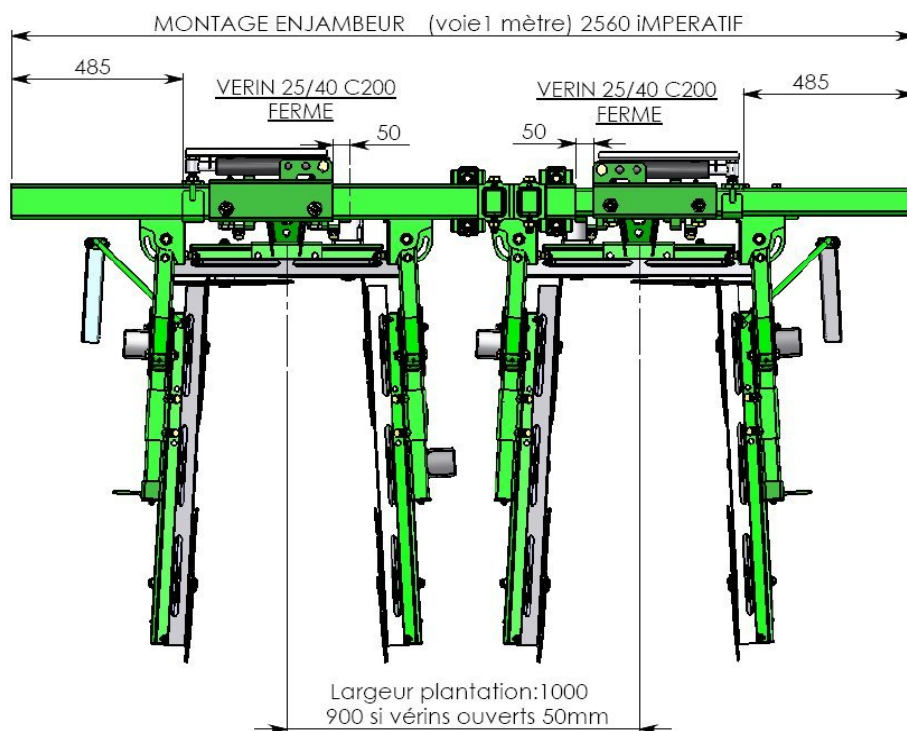 MONTAGE ENJAMBEUR (voie1 mètre) 2560 iMPERATIF
485
485
VERIN 25/40 C200
FERME
VERIN 25/40 C200
FERME
50
50
Largeur plantation:1000
900 si vérins ouverts 50mm